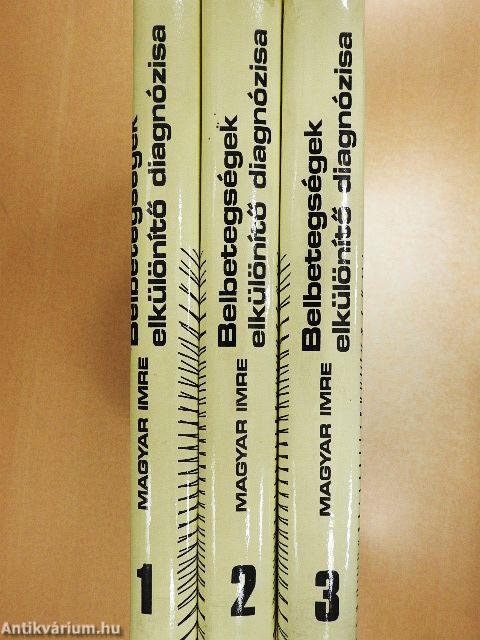 MAGYAR IMRE
Belbetegségek
elkülönítő diagnózisa
1
MAGYAR IMRE
Belbetegségek
elkülönítő diagnózisa
2
MAGYAR IMRE
Belbetegségek
elkülönítő diagnózisa
3
Antikvárium.hu